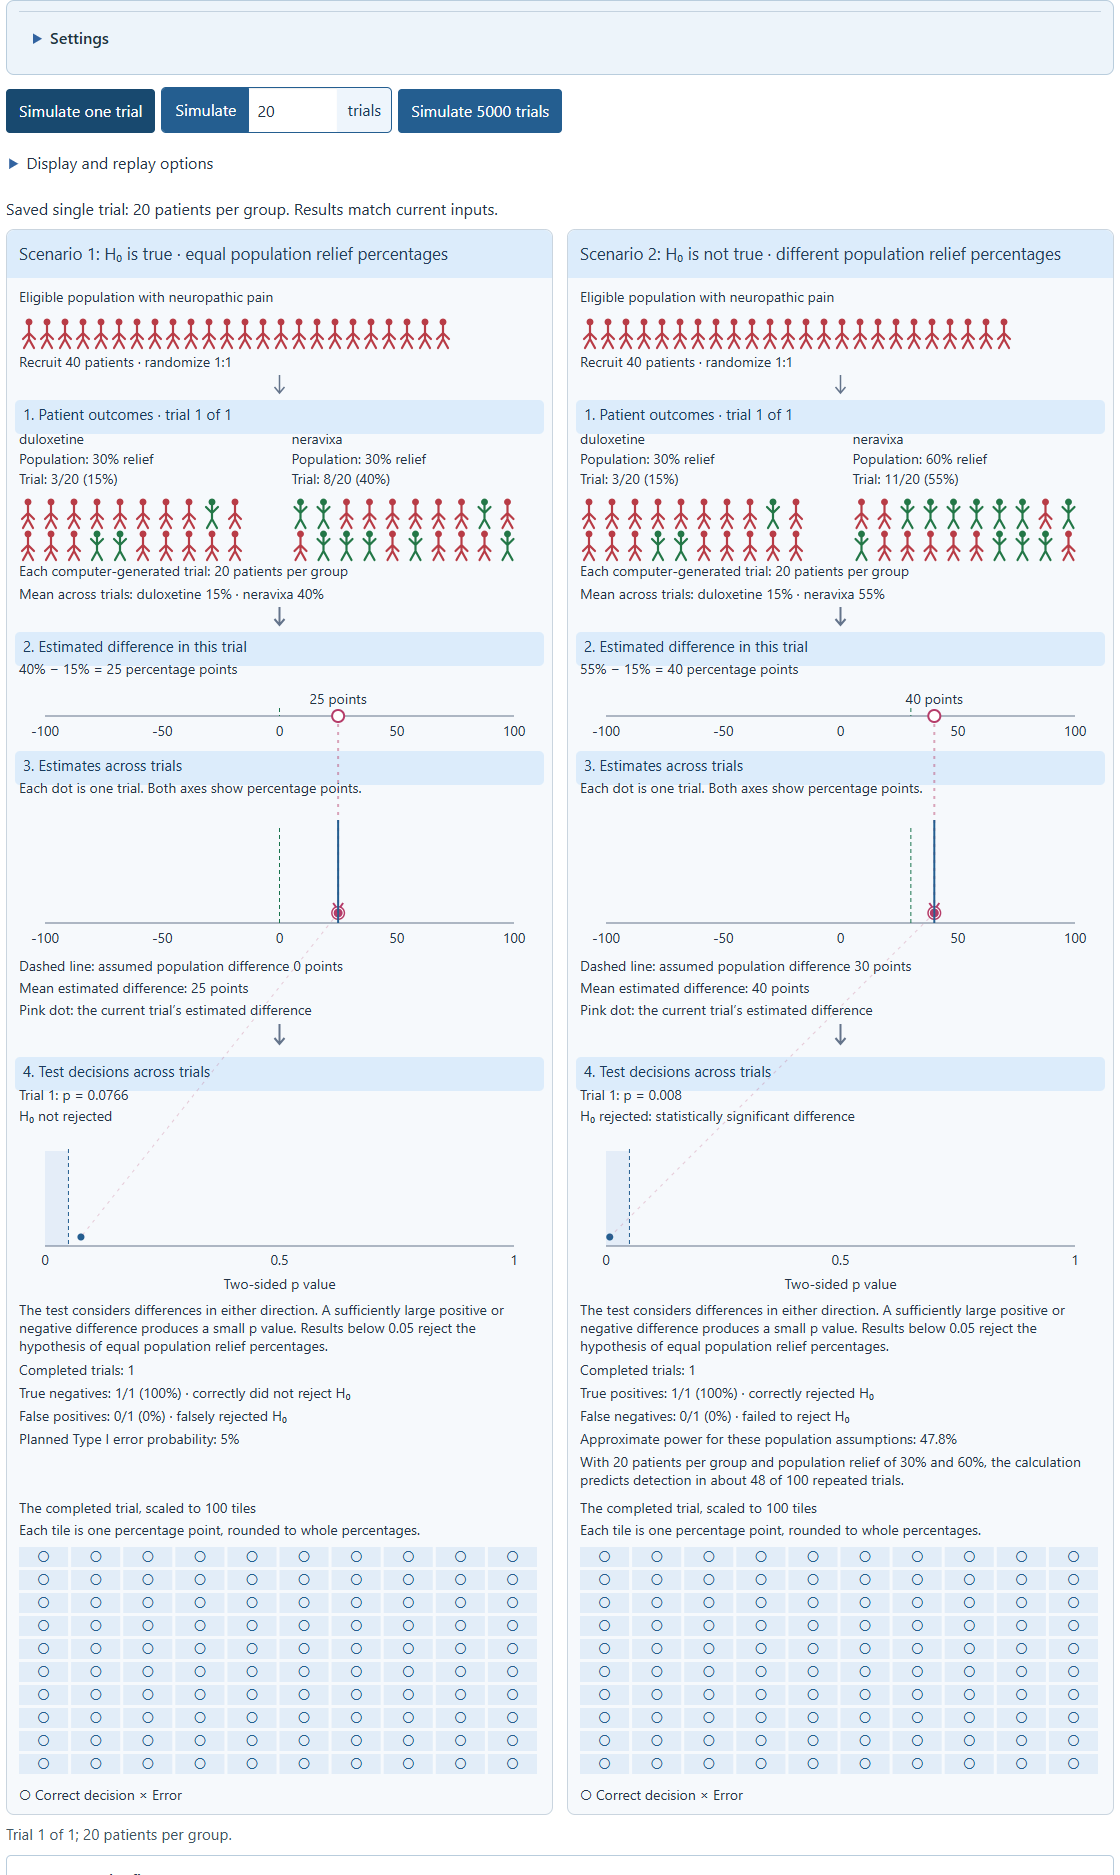 Settings
Simulate one trial
Simulate 20 trials
Simulate 5000 trials
Display and replay options
Saved single trial: 20 patients per group. Results match current inputs.
Scenario 1: H₀ is true · equal population relief percentages
Eligible population with neuropathic pain
Recruit 40 patients · randomize 1:1
1. Patient outcomes · trial 1 of 1
duloxetine
Population: 30% relief
Trial: 3/20 (15%)
neravixa
Population: 30% relief
Trial: 8/20 (40%)
Each computer-generated trial: 20 patients per group
Mean across trials: duloxetine 15% · neravixa 40%
2. Estimated difference in this trial
40% − 15% = 25 percentage points
25 points
-100 -50 0 50 100
3. Estimates across trials
Each dot is one trial. Both axes show percentage points.
-100 -50 0 50 100
Dashed line: assumed population difference 0 points
Mean estimated difference: 25 points
Pink dot: the current trial’s estimated difference
4. Test decisions across trials
Trial 1: p = 0.0766
H₀ not rejected
0 0.5 1
Two-sided p value
The test considers differences in either direction. A sufficiently large positive or
negative difference produces a small p value. Results below 0.05 reject the
hypothesis of equal population relief percentages.
Completed trials: 1
True negatives: 1/1 (100%) · correctly did not reject H₀
False positives: 0/1 (0%) · falsely rejected H₀
Planned Type I error probability: 5%
The completed trial, scaled to 100 tiles
Each tile is one percentage point, rounded to whole percentages.
○ Correct decision × Error
Scenario 2: H₀ is not true · different population relief percentages
Eligible population with neuropathic pain
Recruit 40 patients · randomize 1:1
1. Patient outcomes · trial 1 of 1
duloxetine
Population: 30% relief
Trial: 3/20 (15%)
neravixa
Population: 60% relief
Trial: 11/20 (55%)
Each computer-generated trial: 20 patients per group
Mean across trials: duloxetine 15% · neravixa 55%
2. Estimated difference in this trial
55% − 15% = 40 percentage points
40 points
-100 -50 0 50 100
3. Estimates across trials
Each dot is one trial. Both axes show percentage points.
-100 -50 0 50 100
Dashed line: assumed population difference 30 points
Mean estimated difference: 40 points
Pink dot: the current trial’s estimated difference
4. Test decisions across trials
Trial 1: p = 0.008
H₀ rejected: statistically significant difference
0 0.5 1
Two-sided p value
The test considers differences in either direction. A sufficiently large positive or
negative difference produces a small p value. Results below 0.05 reject the
hypothesis of equal population relief percentages.
Completed trials: 1
True positives: 1/1 (100%) · correctly rejected H₀
False negatives: 0/1 (0%) · failed to reject H₀
Approximate power for these population assumptions: 47.8%
With 20 patients per group and population relief of 30% and 60%, the calculation
predicts detection in about 48 of 100 repeated trials.
The completed trial, scaled to 100 tiles
Each tile is one percentage point, rounded to whole percentages.
○ Correct decision × Error
Trial 1 of 1; 20 patients per group.